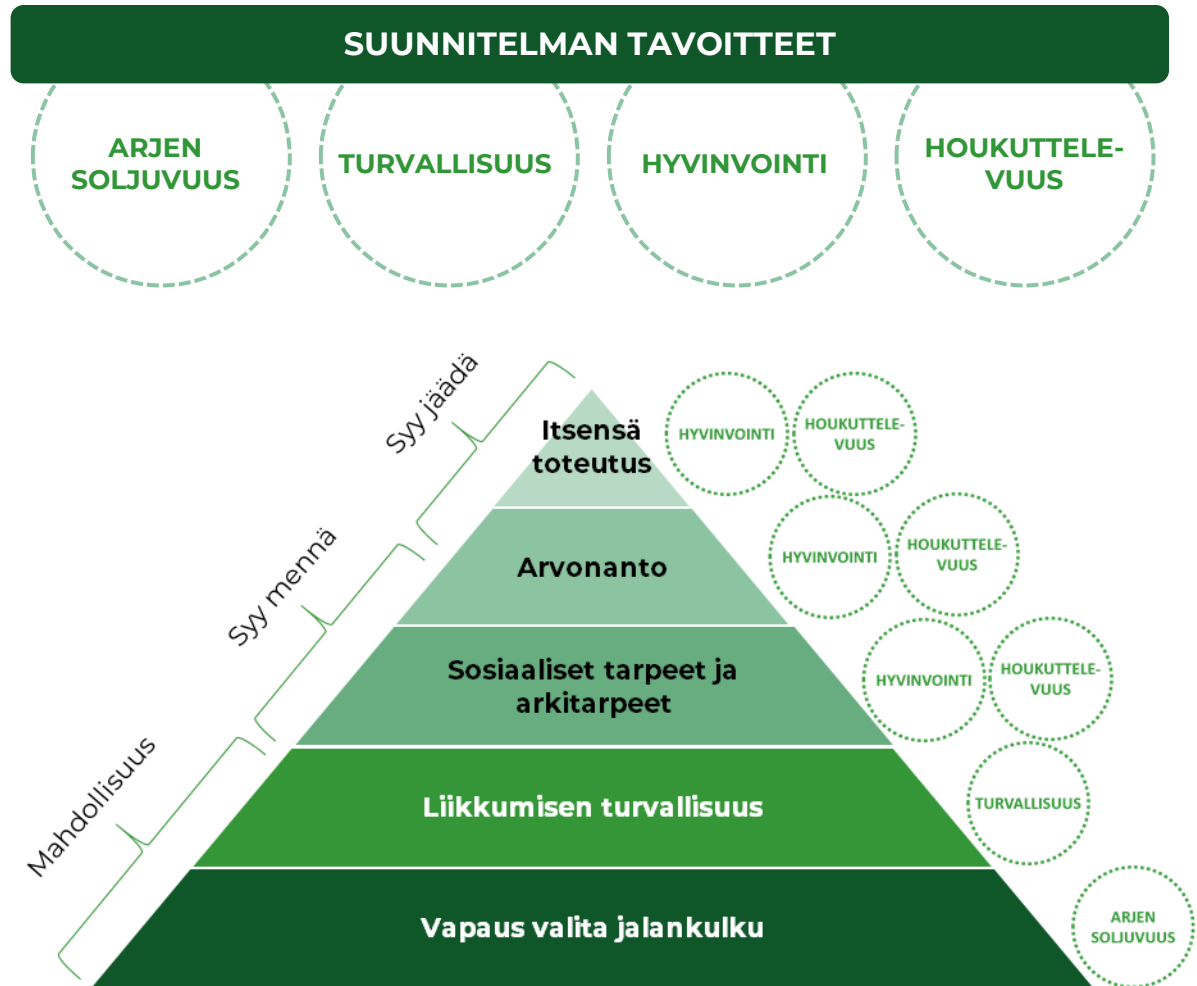 SUUNNITELMAN TAVOITTEET
ARJEN
SOLJUVUUS
TURVALLISUUS
HYVINVOINTI
HOUKUTTELE-
VUUS
Syy jäädä
Itsensä
toteutus
HYVINVOINTI
HOUKUTTELE-
VUUS
Syy mennä
Arvonanto
HYVINVOINTI
HOUKUTTELE-
VUUS
Sosiaaliset tarpeet ja
arkitarpeet
HYVINVOINTI
HOUKUTTELE-
VUUS
Mahdollisuus
Liikkumisen turvallisuus
TURVALLISUUS
Vapaus valita jalankulku
ARJEN
SOLJUVUUS